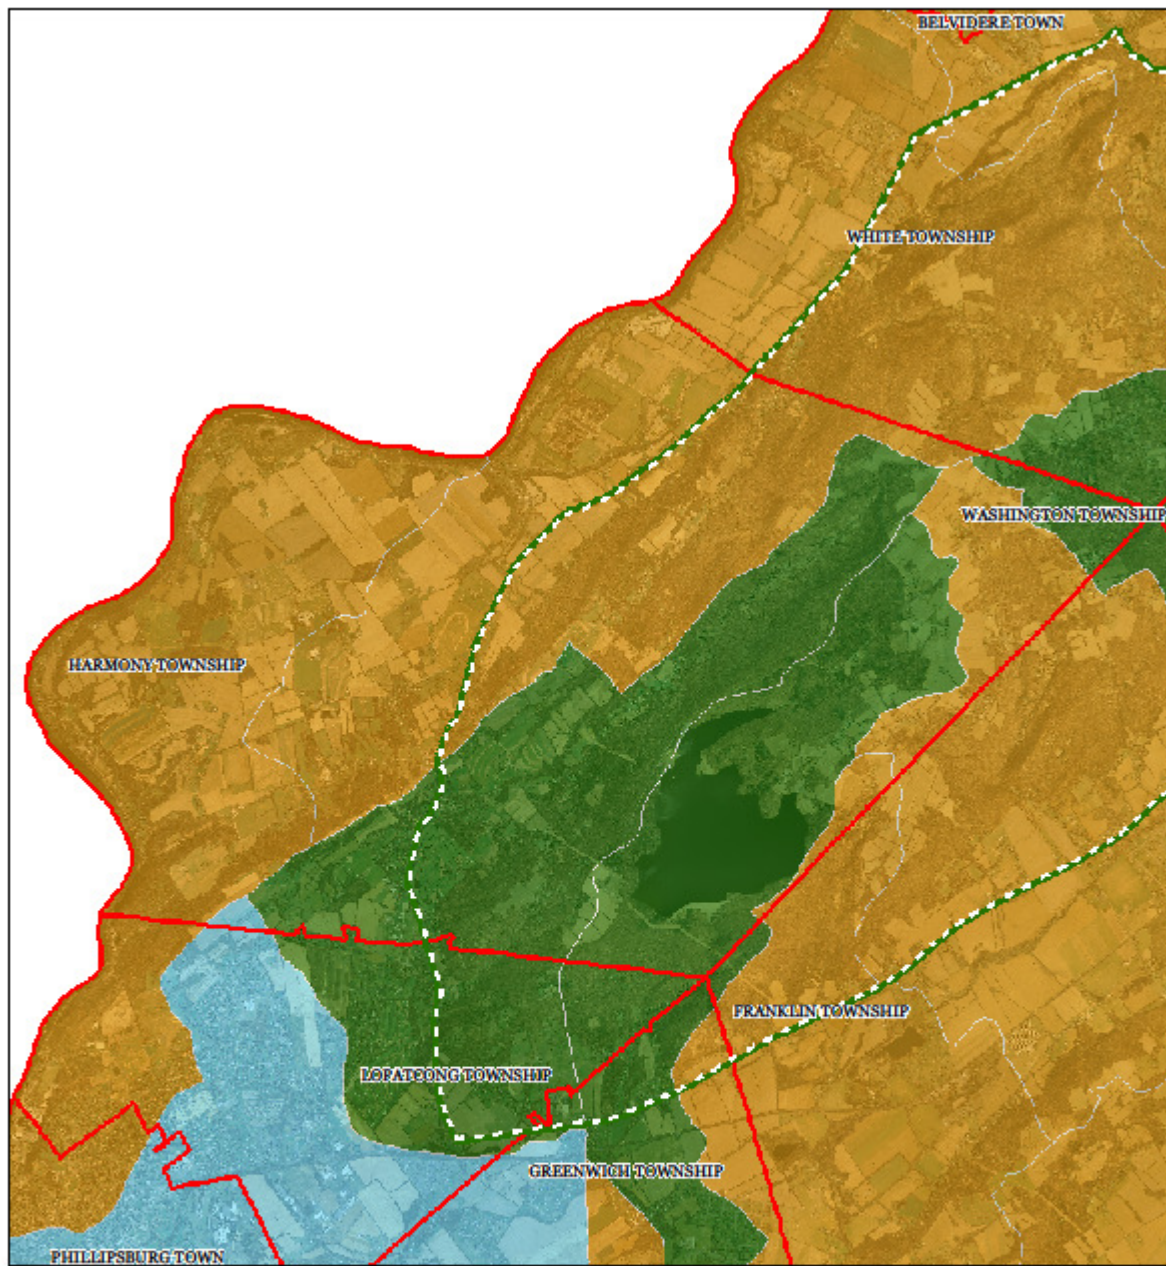 BELVIDERE TOWN
WHITE TOWNSHIP
WASHINGTON TOWNSHIP
HARMONY TOWNSHIP
FRANKLIN TOWNSHIP
LOPATCONG TOWNSHIP
GREENWICH TOWNSHIP
PHILLIPSBURG TOWN